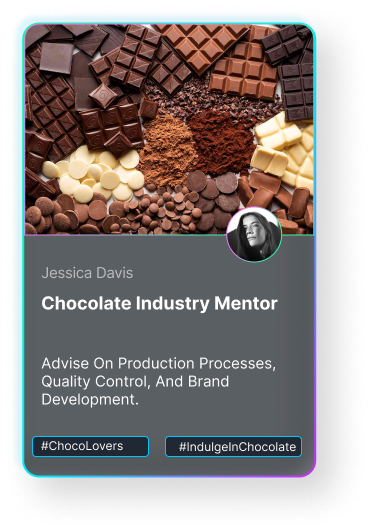 Jessica Davis
Chocolate Industry Mentor
Advise On Production Processes,
Quality Control, And Brand
Development.
#ChocoLovers
#IndulgeInChocolate